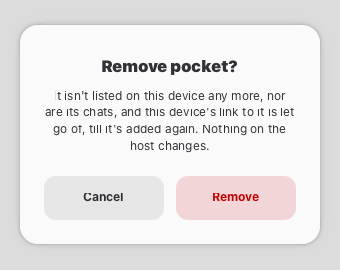 Remove pocket?
It isn't listed on this device any more, nor
are its chats, and this device's link to it is let
go of, till it's added again. Nothing on the
host changes.
Cancel
Remove